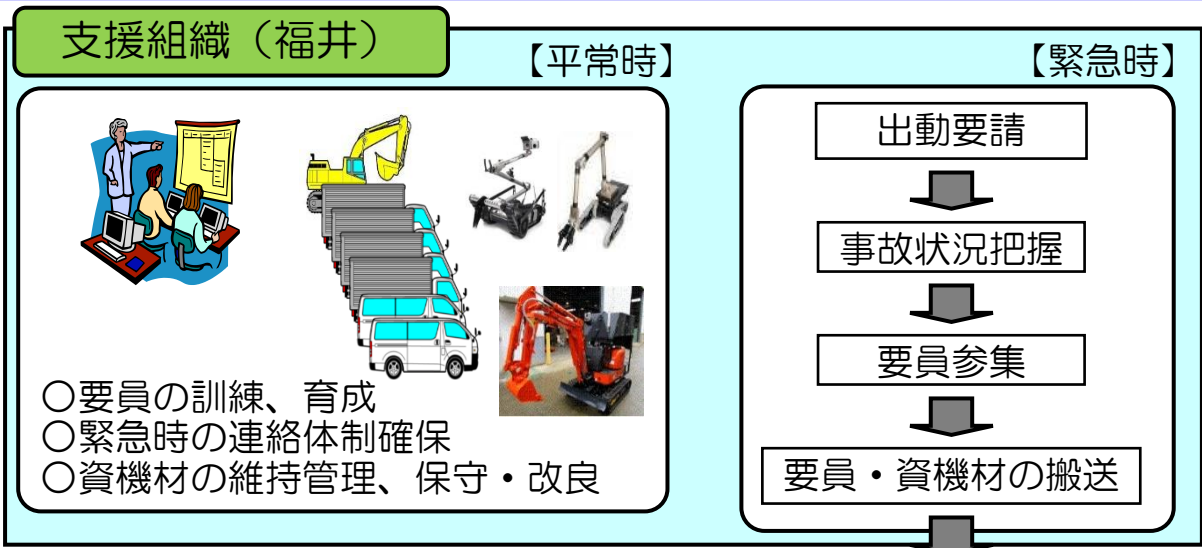 支援組織（福井）
【平常時】
〇要員の訓練、育成
〇緊急時の連絡体制確保
〇資機材の維持管理、保守・改良
【緊急時】
出動要請
事故状況把握
要員参集
要員・資機材の搬送